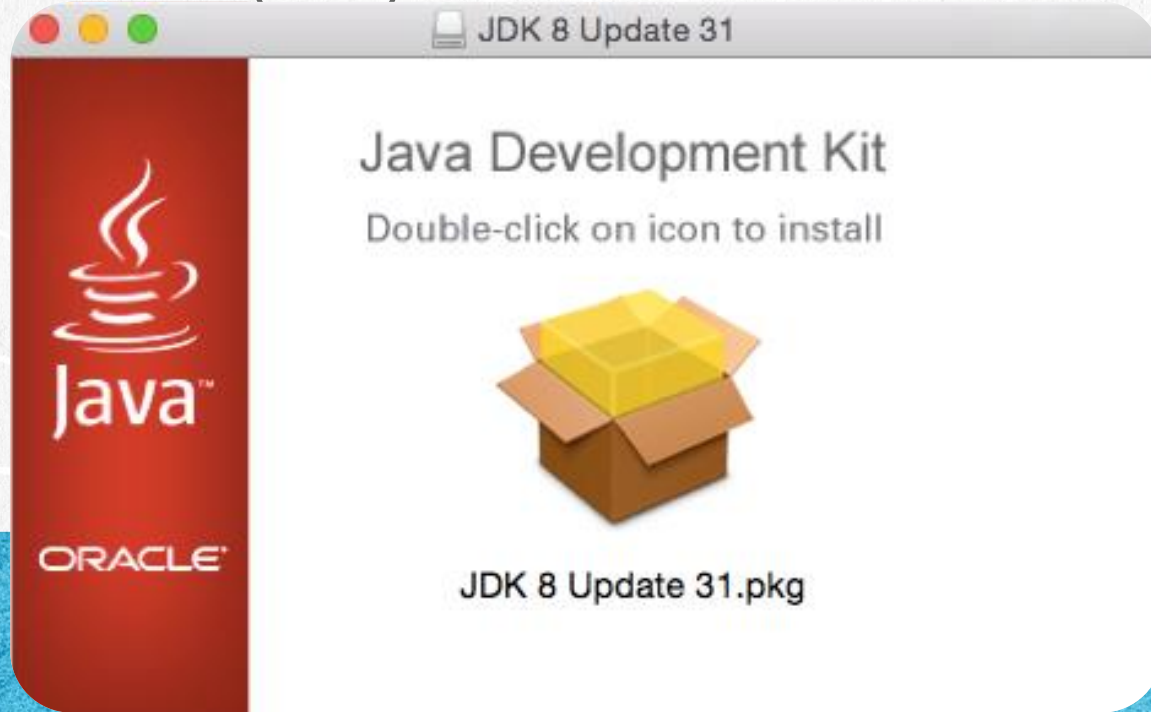 JDK 8 Update 31
Java Development Kit
Double-click on icon to install
Java™
ORACLE®
JDK 8 Update 31.pkg